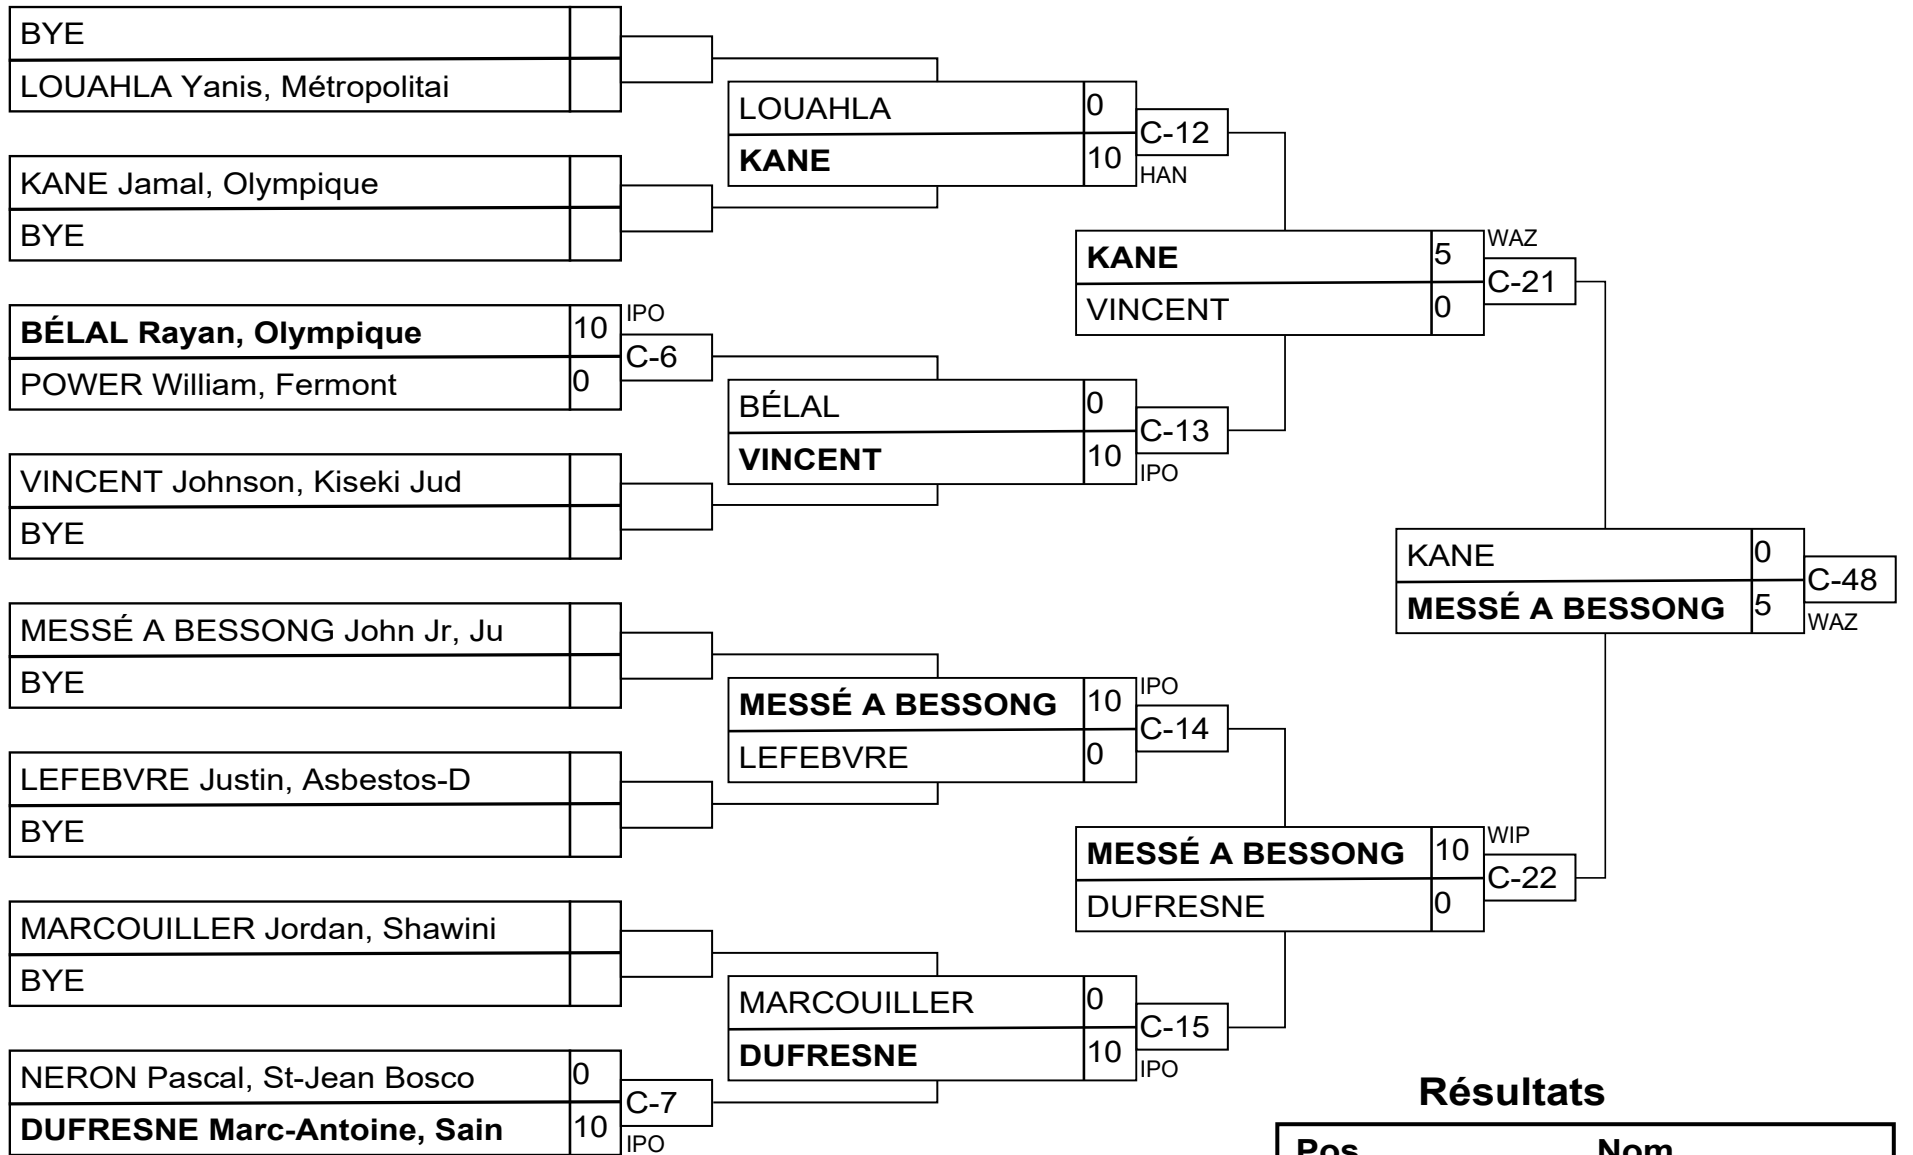 BYE
LOUAHLA Yanis, Métropolitai
KANE Jamal, Olympique
BYE
BÉLAL Rayan, Olympique 10 IPO
C-6
POWER William, Fermont 0
VINCENT Johnson, Kiseki Jud
BYE
MESSÉ A BESSONG John Jr, Ju
BYE
LEFEBVRE Justin, Asbestos-D
BYE
MARCOUILLER Jordan, Shawini
BYE
NERON Pascal, St-Jean Bosco 0
C-7
DUFRESNE Marc-Antoine, Sain 10 IPO
LOUAHLA 0
C-12
KANE 10 HAN
BÉLAL 0
C-13
VINCENT 10 IPO
MESSÉ A BESSONG 10 IPO
C-14
LEFEBVRE 0
MARCOUILLER 0
C-15
DUFRESNE 10 IPO
KANE 5 WAZ
C-21
VINCENT 0
MESSÉ A BESSONG 10 WIP
C-22
DUFRESNE 0
KANE 0
C-48
MESSÉ A BESSONG 5 WAZ
Résultats
Pos Nom